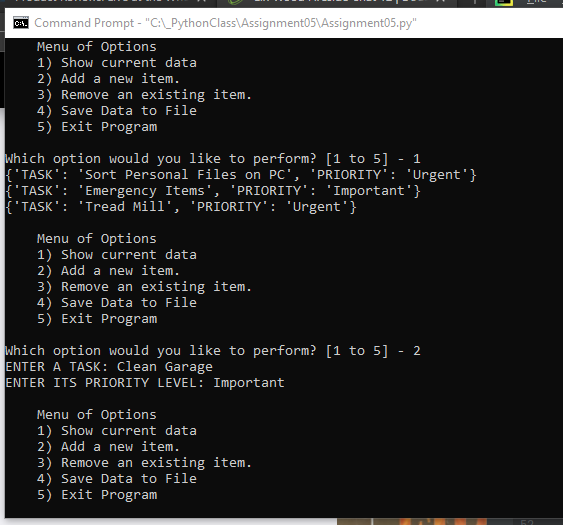 Command Prompt - "C:\_PythonClass\Assignment05\Assignment05.py"
    Menu of Options
    1) Show current data
    2) Add a new item.
    3) Remove an existing item.
    4) Save Data to File
    5) Exit Program

Which option would you like to perform? [1 to 5] - 1
{'TASK': 'Sort Personal Files on PC', 'PRIORITY': 'Urgent'}
{'TASK': 'Emergency Items', 'PRIORITY': 'Important'}
{'TASK': 'Tread Mill', 'PRIORITY': 'Urgent'}

    Menu of Options
    1) Show current data
    2) Add a new item.
    3) Remove an existing item.
    4) Save Data to File
    5) Exit Program

Which option would you like to perform? [1 to 5] - 2
ENTER A TASK: Clean Garage
ENTER ITS PRIORITY LEVEL: Important

    Menu of Options
    1) Show current data
    2) Add a new item.
    3) Remove an existing item.
    4) Save Data to File
    5) Exit Program